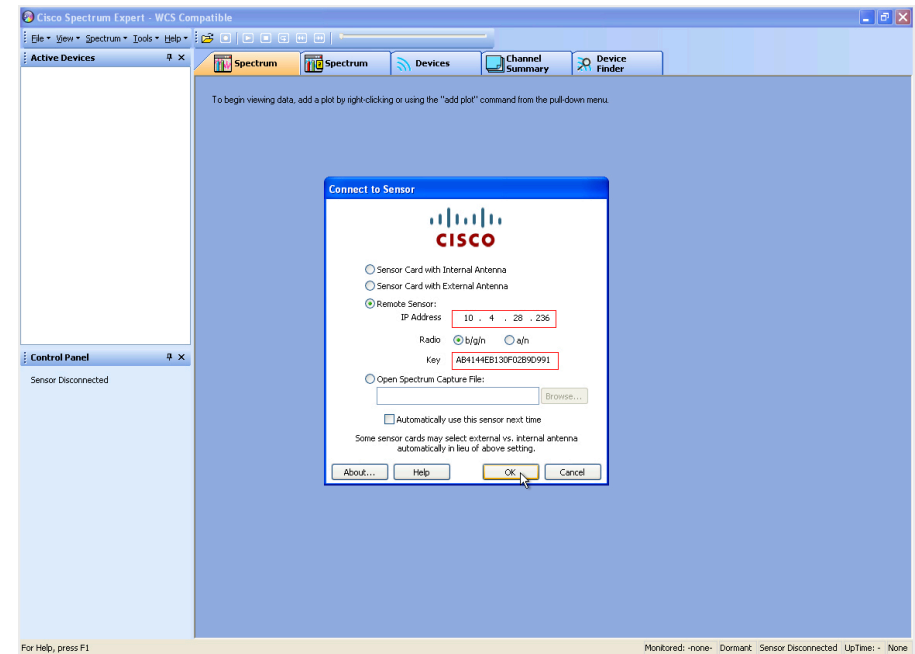 Cisco Spectrum Expert - WCS Compatible
File View Spectrum Tools Help
Active Devices
Spectrum Spectrum Devices Channel Summary Device Finder
To begin viewing data, add a plot by right-clicking or using the "add plot" command from the pull-down menu.
Connect to Sensor
CISCO
Sensor Card with Internal Antenna
Sensor Card with External Antenna
Remote Sensor:
IP Address 10 . 4 . 28 . 236
Radio b/g/n a/n
Key AB4144EB130F02B9D991
Open Spectrum Capture File:
Browse...
Automatically use this sensor next time
Some sensor cards may select external vs. internal antenna
automatically in lieu of above setting.
About... Help OK Cancel
Control Panel
Sensor Disconnected
For Help, press F1
Monitored: -none- Dormant Sensor Disconnected UpTime: - None